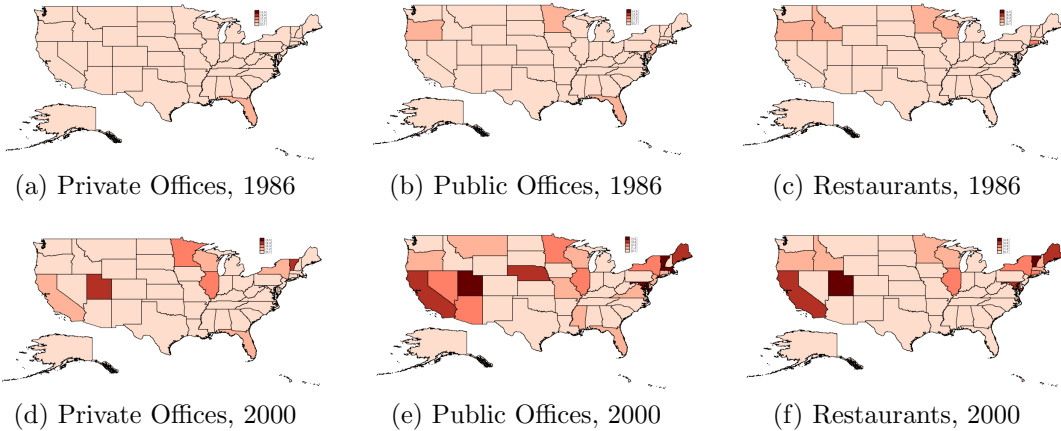 (a) Private Offices, 1986
(b) Public Offices, 1986
(c) Restaurants, 1986
(d) Private Offices, 2000
(e) Public Offices, 2000
(f) Restaurants, 2000